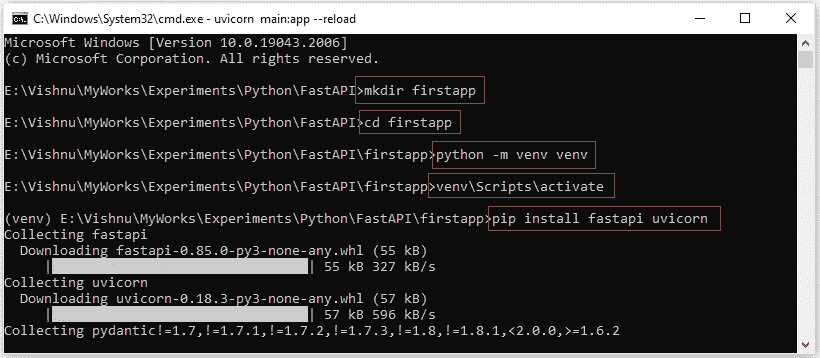 C:\Windows\System32\cmd.exe - uvicorn main:app --reload
Microsoft Windows [Version 10.0.19043.2006]
(c) Microsoft Corporation. All rights reserved.
E:\Vishnu\MyWorks\Experiments\Python\FastAPI>mkdir firstapp
E:\Vishnu\MyWorks\Experiments\Python\FastAPI>cd firstapp
E:\Vishnu\MyWorks\Experiments\Python\FastAPI\firstapp>python -m venv venv
E:\Vishnu\MyWorks\Experiments\Python\FastAPI\firstapp>venv\Scripts\activate
(venv) E:\Vishnu\MyWorks\Experiments\Python\FastAPI\firstapp>pip install fastapi uvicorn
Collecting fastapi
  Downloading fastapi-0.85.0-py3-none-any.whl (55 kB)
     |████████████████████████████████| 55 kB 327 kB/s
Collecting uvicorn
  Downloading uvicorn-0.18.3-py3-none-any.whl (57 kB)
     |████████████████████████████████| 57 kB 596 kB/s
Collecting pydantic!=1.7,!=1.7.1,!=1.7.2,!=1.7.3,!=1.8,!=1.8.1,<2.0.0,>=1.6.2